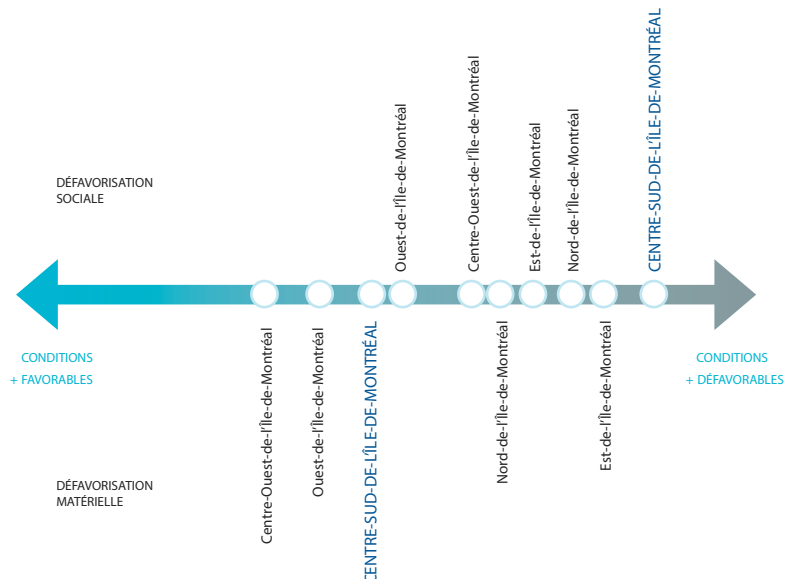 DÉFAVORISATION
SOCIALE
Ouest-de-l'Île-de-Montréal
Centre-Ouest-de-l'Île-de-Montréal
Est-de-l'Île-de-Montréal
Nord-de-l'Île-de-Montréal
CENTRE-SUD-DE-L'ÎLE-DE-MONTRÉAL
CONDITIONS
+ FAVORABLES
CONDITIONS
+ DÉFAVORABLES
DÉFAVORISATION
MATÉRIELLE
Centre-Ouest-de-l'Île-de-Montréal
Ouest-de-l'Île-de-Montréal
CENTRE-SUD-DE-L'ÎLE-DE-MONTRÉAL
Nord-de-l'Île-de-Montréal
Est-de-l'Île-de-Montréal